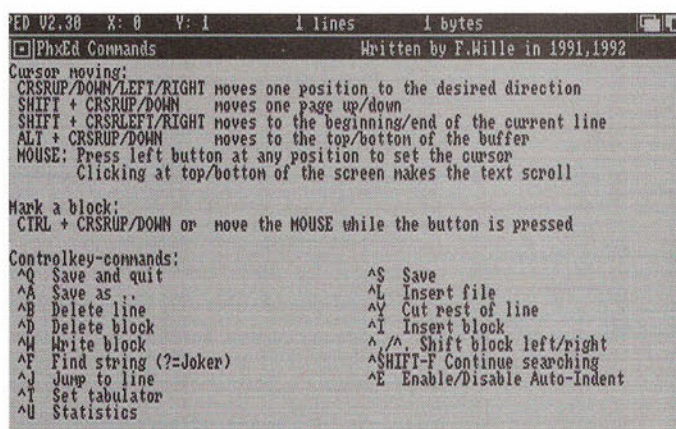 PED V2.30 X: 0 Y: 1 1 lines 1 bytes
PhxEd Commands Written by F.Wille in 1991,1992
Cursor moving:
CRSRUP/DOWN/LEFT/RIGHT moves one position to the desired direction
SHIFT + CRSRUP/DOWN moves one page up/down
SHIFT + CRSRLEFT/RIGHT moves to the beginning/end of the current line
ALT + CRSRUP/DOWN moves to the top/bottom of the buffer
MOUSE: Press left button at any position to set the cursor
Clicking at top/bottom of the screen makes the text scroll
Mark a block:
CTRL + CRSRUP/DOWN or move the MOUSE while the button is pressed
Controlkey-commands:
^Q Save and quit ^S Save
^A Save as .. ^L Insert file
^B Delete line ^Y Cut rest of line
^D Delete block ^I Insert block
^W Write block ^,/^. Shift block left/right
^F Find string (?=Joker) ^SHIFT-F Continue searching
^J Jump to line ^E Enable/Disable Auto-Indent
^T Set tabulator
^U Statistics